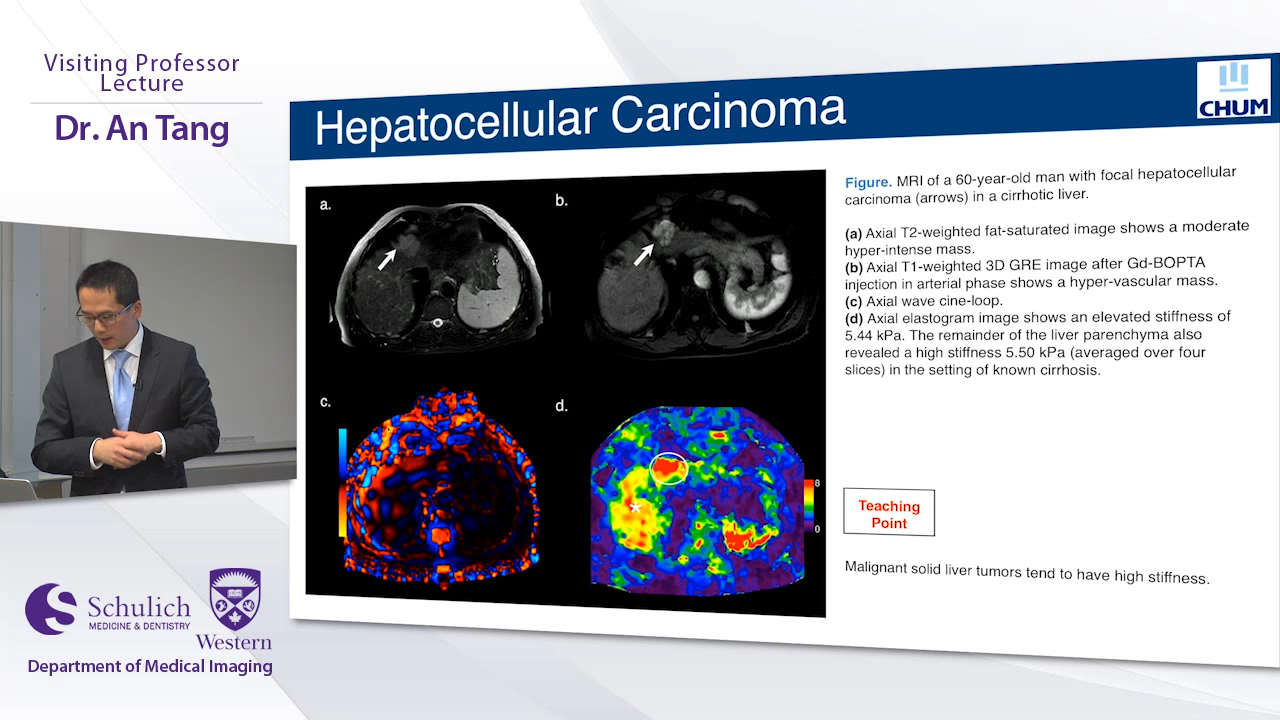 Visiting Professor
Lecture
Dr. An Tang
Hepatocellular Carcinoma
CHUM
a.
b.
c.
d.
*
8
0
Figure. MRI of a 60-year-old man with focal hepatocellular
carcinoma (arrows) in a cirrhotic liver.
(a) Axial T2-weighted fat-saturated image shows a moderate
hyper-intense mass.
(b) Axial T1-weighted 3D GRE image after Gd-BOPTA
injection in arterial phase shows a hyper-vascular mass.
(c) Axial wave cine-loop.
(d) Axial elastogram image shows an elevated stiffness of
5.44 kPa. The remainder of the liver parenchyma also
revealed a high stiffness 5.50 kPa (averaged over four
slices) in the setting of known cirrhosis.
Teaching
Point
Malignant solid liver tumors tend to have high stiffness.
Schulich
MEDICINE & DENTISTRY
Western
Department of Medical Imaging